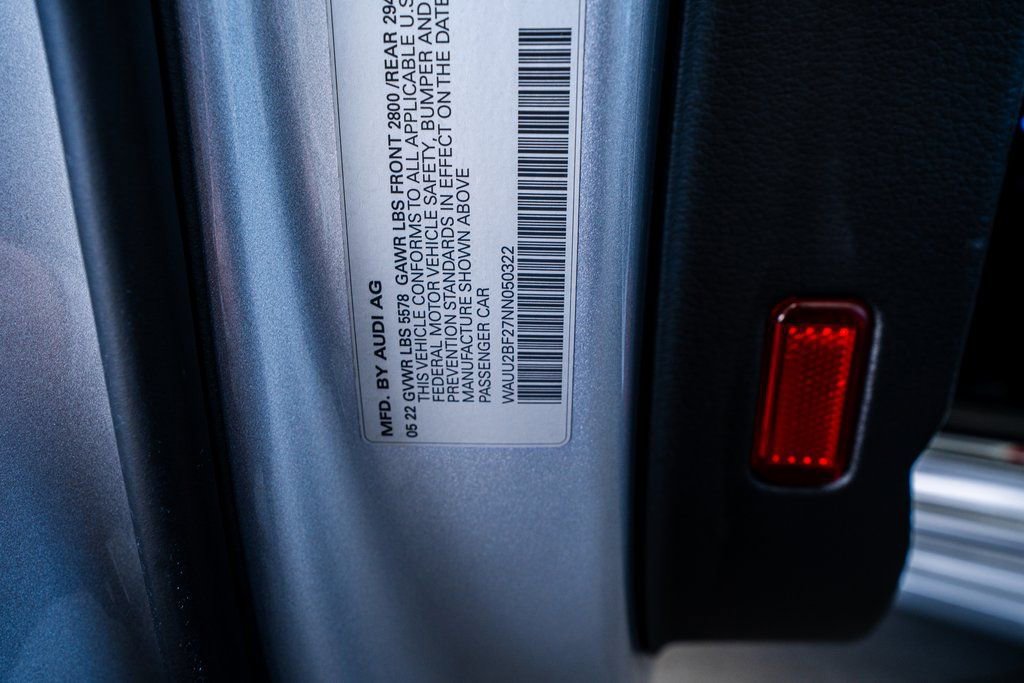 MFD. BY AUDI AG
05 22 GVWR LBS 5578 GAWR LBS FRONT 2800 /REAR 294
THIS VEHICLE CONFORMS TO ALL APPLICABLE U.S
FEDERAL MOTOR VEHICLE SAFETY, BUMPER AND
PREVENTION STANDARDS IN EFFECT ON THE DATE
MANUFACTURE SHOWN ABOVE
PASSENGER CAR
WAUU2BF27NN050322